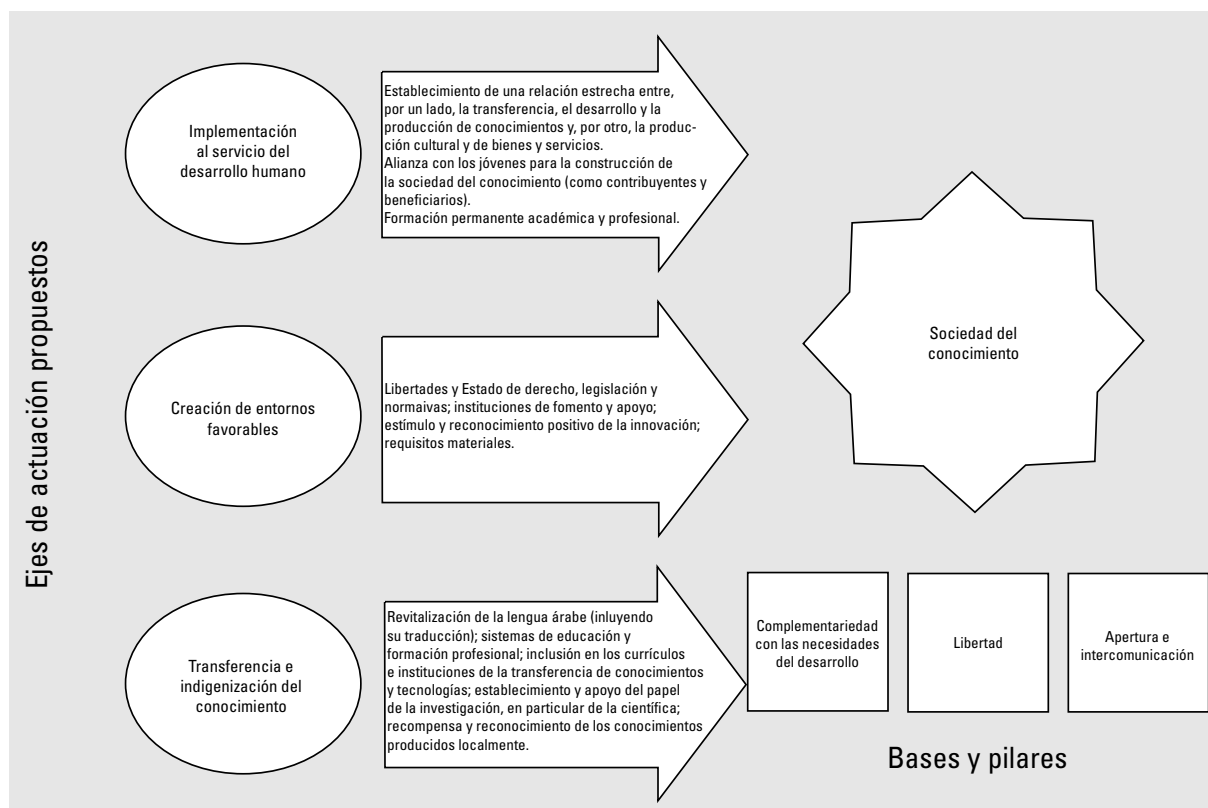 Ejes de actuación propuestos
Implementación
al servicio del
desarrollo humano
Establecimiento de una relación estrecha entre,
por un lado, la transferencia, el desarrollo y la
producción de conocimientos y, por otro, la produc-
ción cultural y de bienes y servicios.
Alianza con los jóvenes para la construcción de
la sociedad del conocimiento (como contribuyentes y
beneficiarios).
Formación permanente académica y profesional.
Creación de entornos
favorables
Libertades y Estado de derecho, legislación y
normaivas; instituciones de fomento y apoyo;
estímulo y reconocimiento positivo de la innovación;
requisitos materiales.
Transferencia e
indigenización del
conocimiento
Revitalización de la lengua árabe (inluyendo
su traducción); sistemas de educación y
formación profesional; inclusión en los currículos
e instituciones de la transferencia de conocimientos
y tecnologías; establecimiento y apoyo del papel
de la investigación, en particular de la científica;
recompensa y reconocimiento de los conocimientos
producidos localmente.
Sociedad del
conocimiento
Complementariedad
con las necesidades
del desarrollo
Libertad
Apertura e
intercomunicación
Bases y pilares